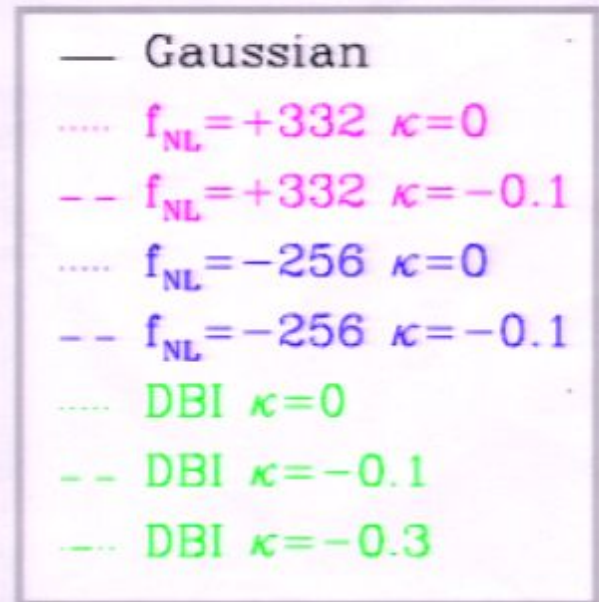 Gaussian
f_NL=+332 κ=0
f_NL=+332 κ=−0.1
f_NL=−256 κ=0
f_NL=−256 κ=−0.1
DBI κ=0
DBI κ=−0.1
DBI κ=−0.3